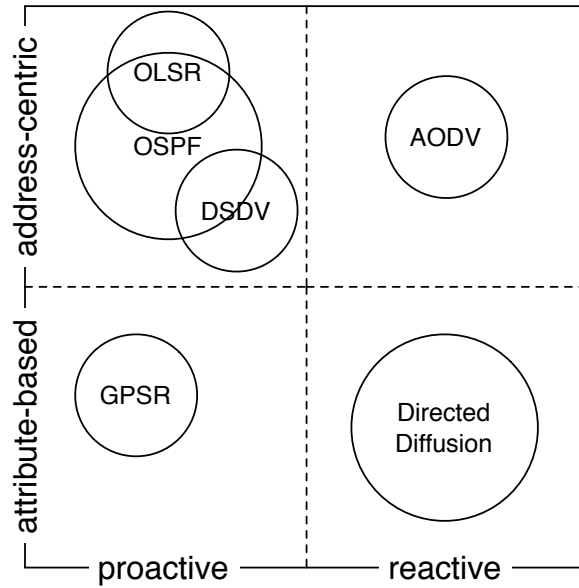 address-centric
OLSR
OSPF
DSDV
AODV
attribute-based
GPSR
Directed
Diffusion
proactive
reactive